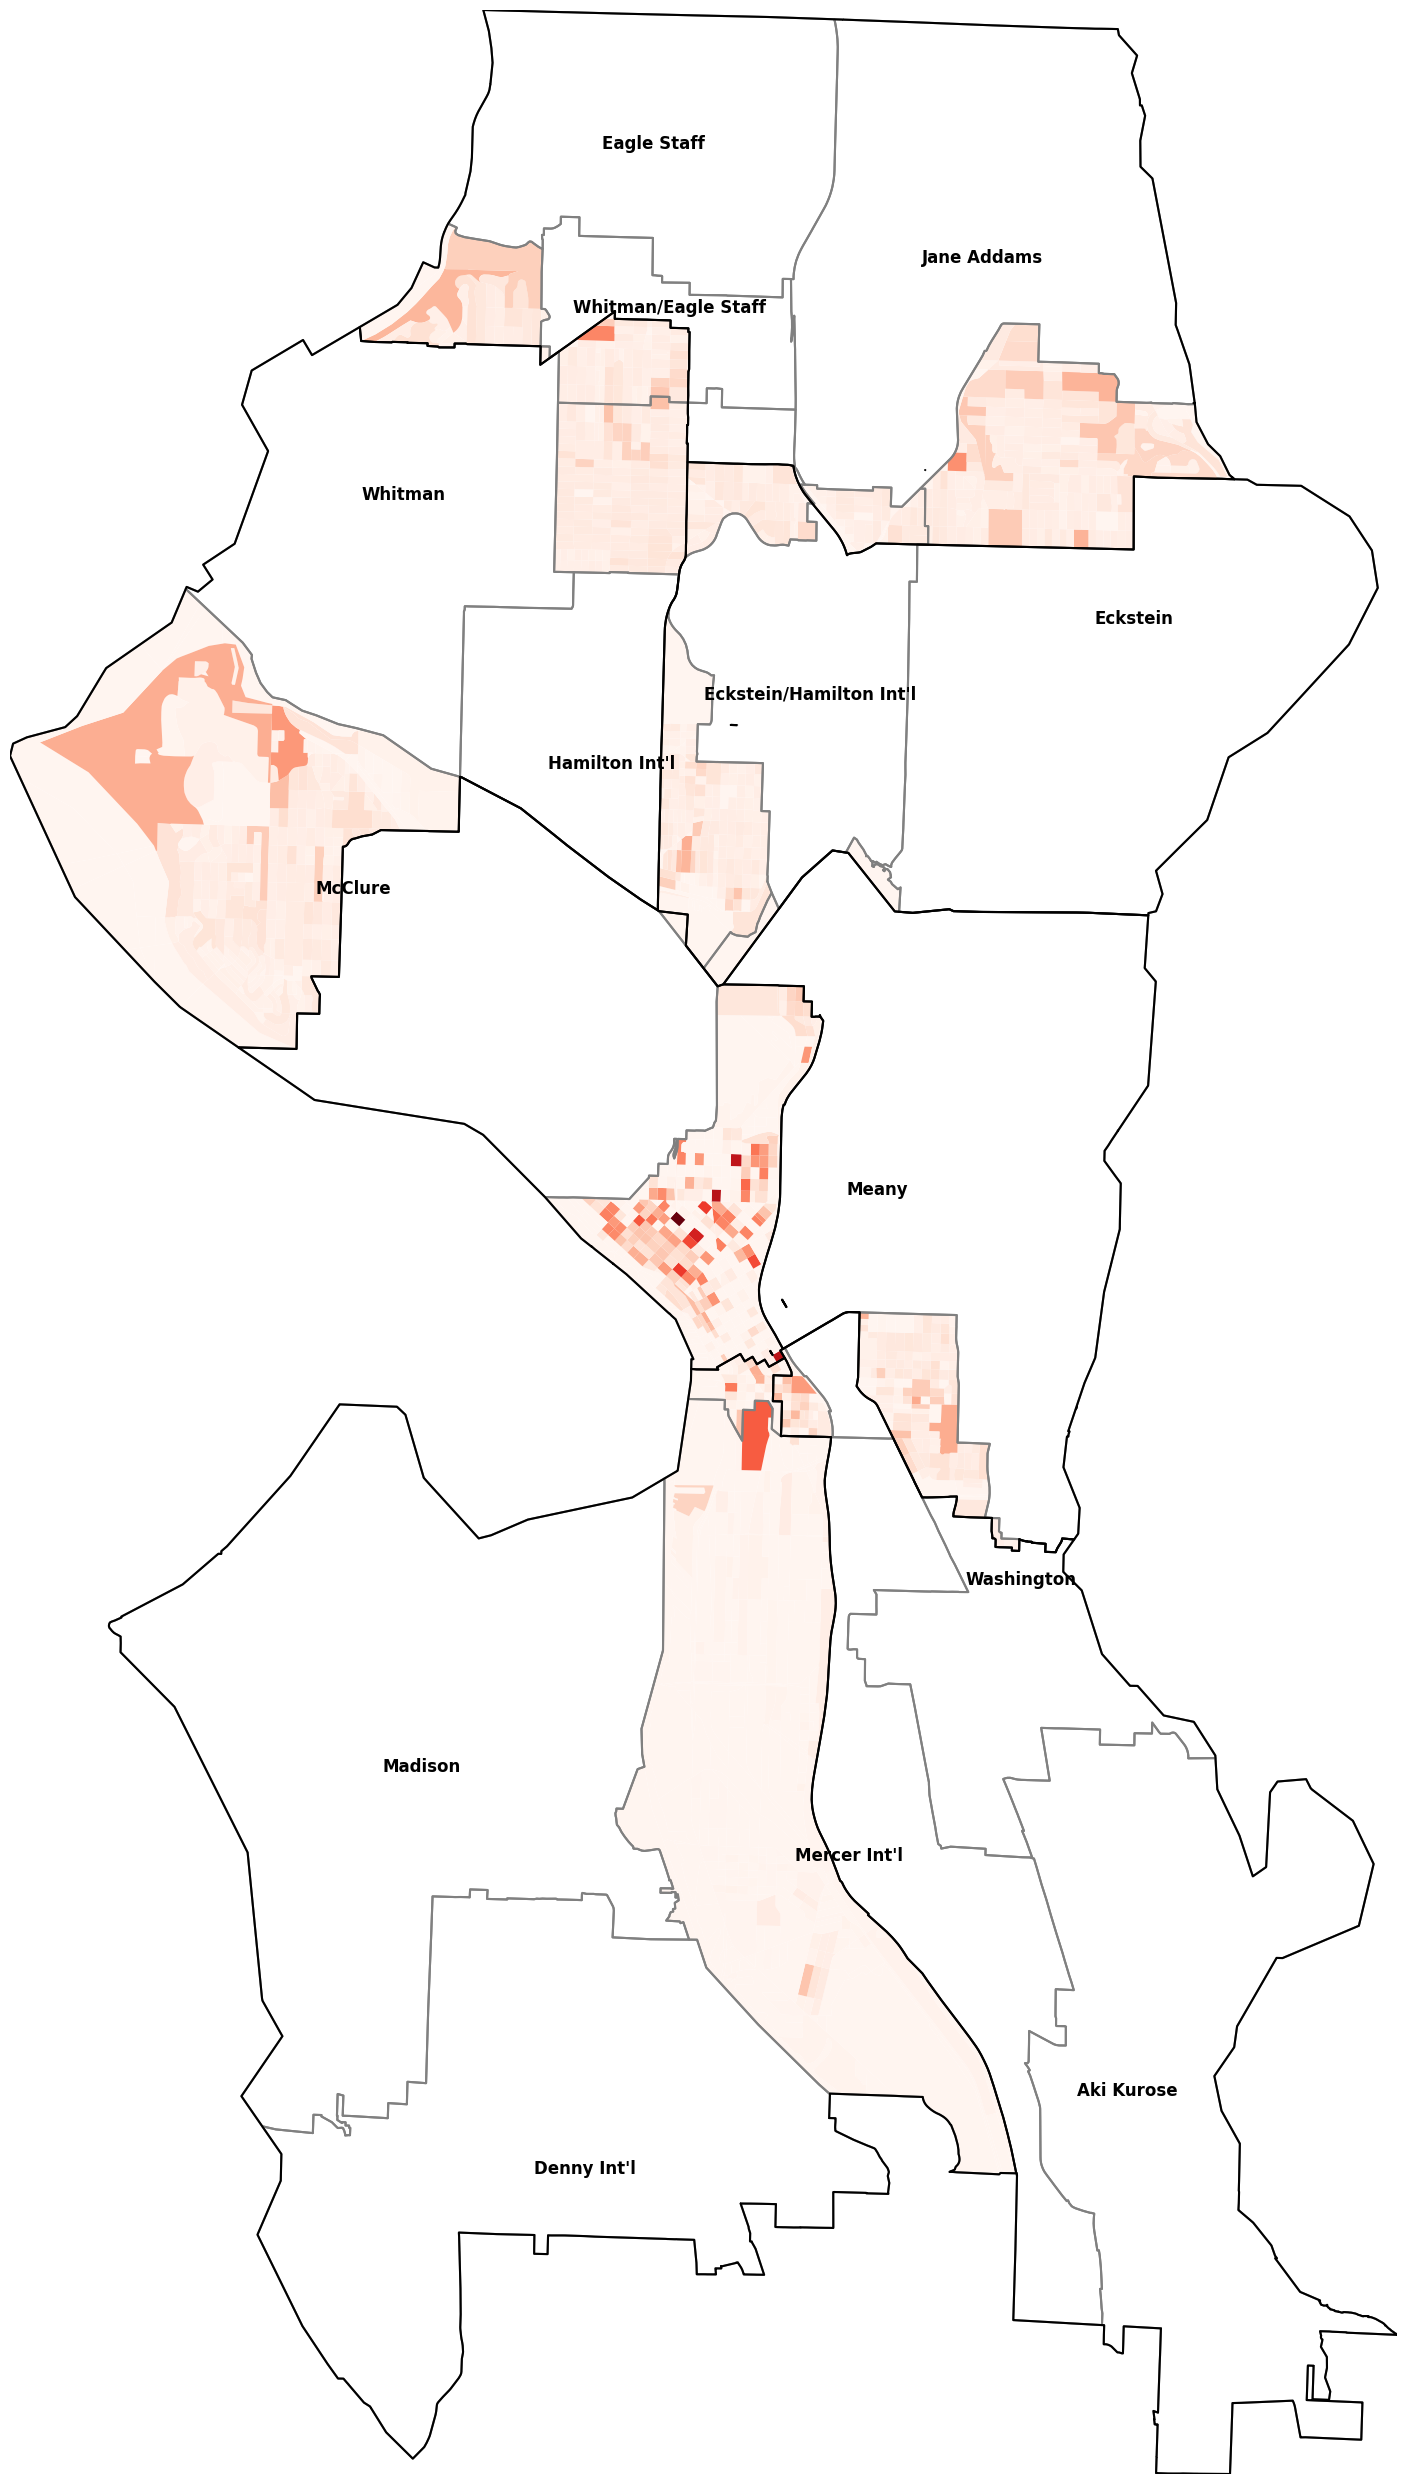 Eagle Staff
Jane Addams
Whitman/Eagle Staff
Whitman
Eckstein
Eckstein/Hamilton Int'l
Hamilton Int'l
McClure
Meany
Washington
Madison
Mercer Int'l
Aki Kurose
Denny Int'l